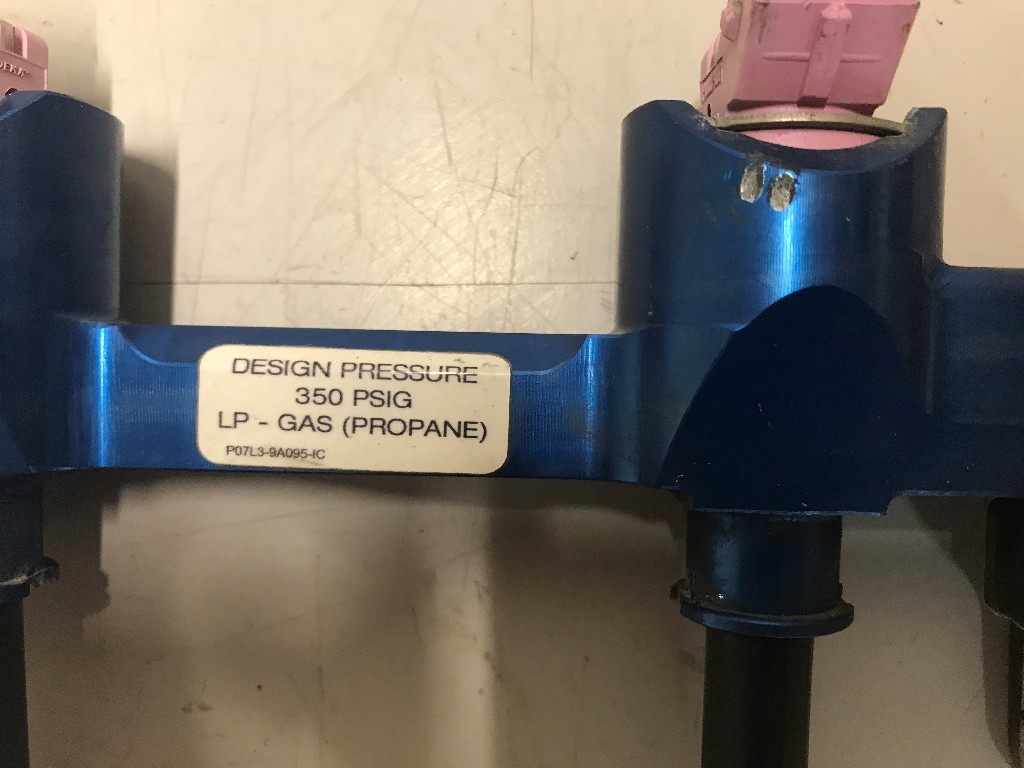 DESIGN PRESSURE
350 PSIG
LP - GAS (PROPANE)
P07L3-9A095-IC